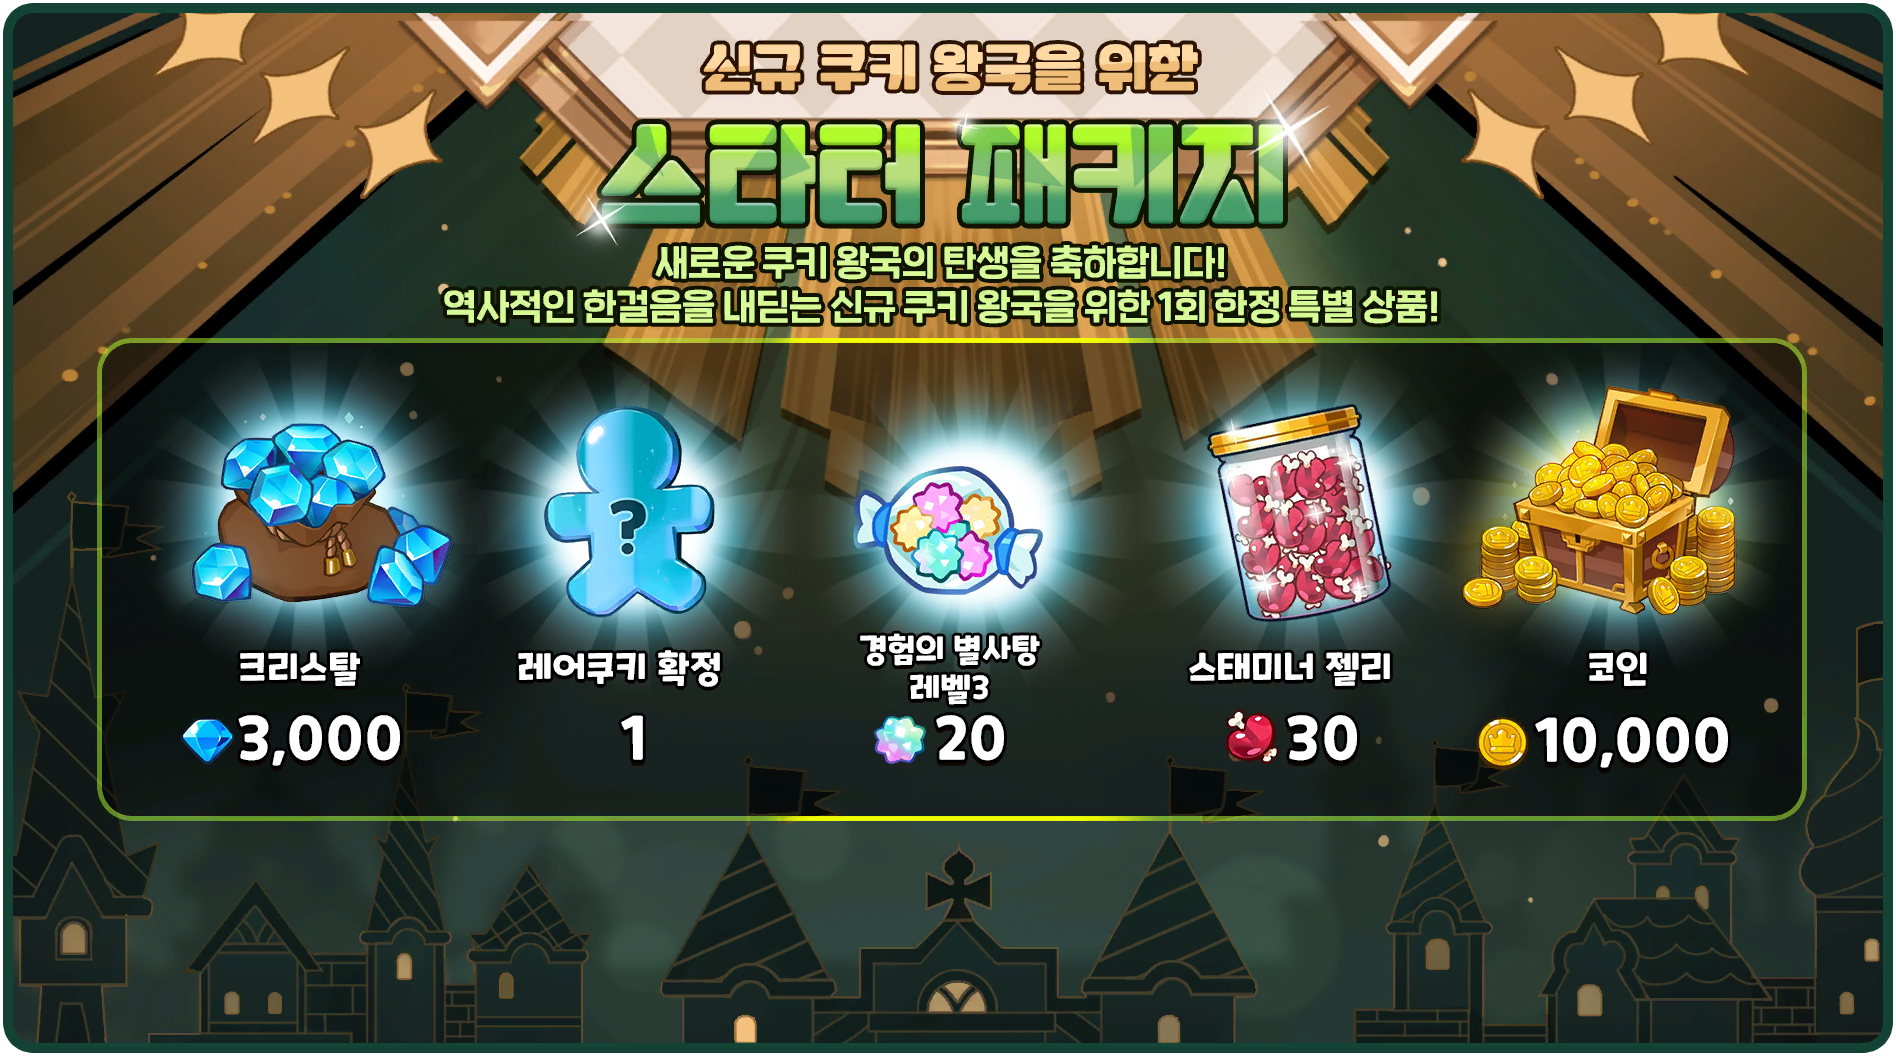 신규 쿠키 왕국을 위한
스타터 패키지
새로운 쿠키 왕국의 탄생을 축하합니다!
역사적인 한걸음을 내딛는 신규 쿠키 왕국을 위한 1회 한정 특별 상품!
?
크리스탈
3,000
레어쿠키 확정
1
경험의 별사탕
레벨3
20
스태미너 젤리
30
코인
10,000